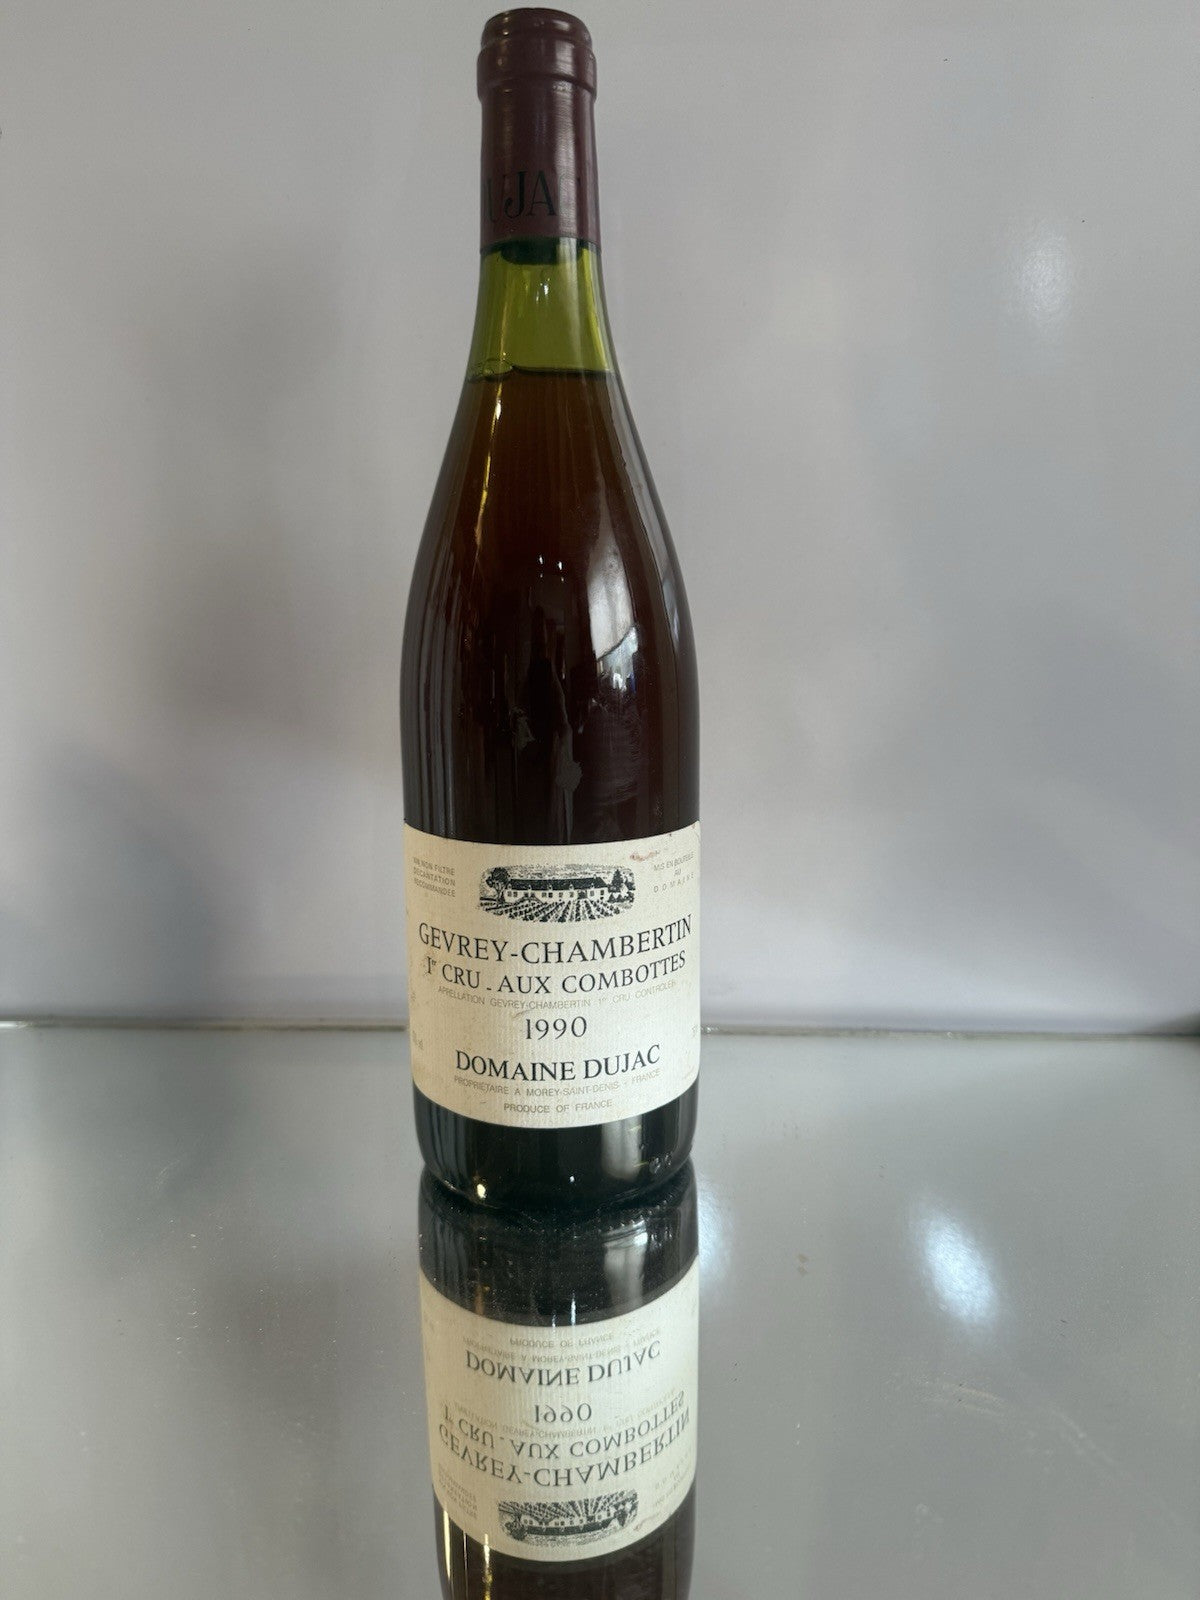 UJA
VIN NON FILTRE
DECANTATION
RECOMMANDEE
MIS EN BOUTEILLE
AU
DOMAINE
GEVREY-CHAMBERTIN
1er CRU - AUX COMBOTTES
APPELLATION GEVREY-CHAMBERTIN 1er CRU CONTROLEE
1990
DOMAINE DUJAC
PROPRIETAIRE A MOREY-SAINT-DENIS - FRANCE
PRODUCE OF FRANCE